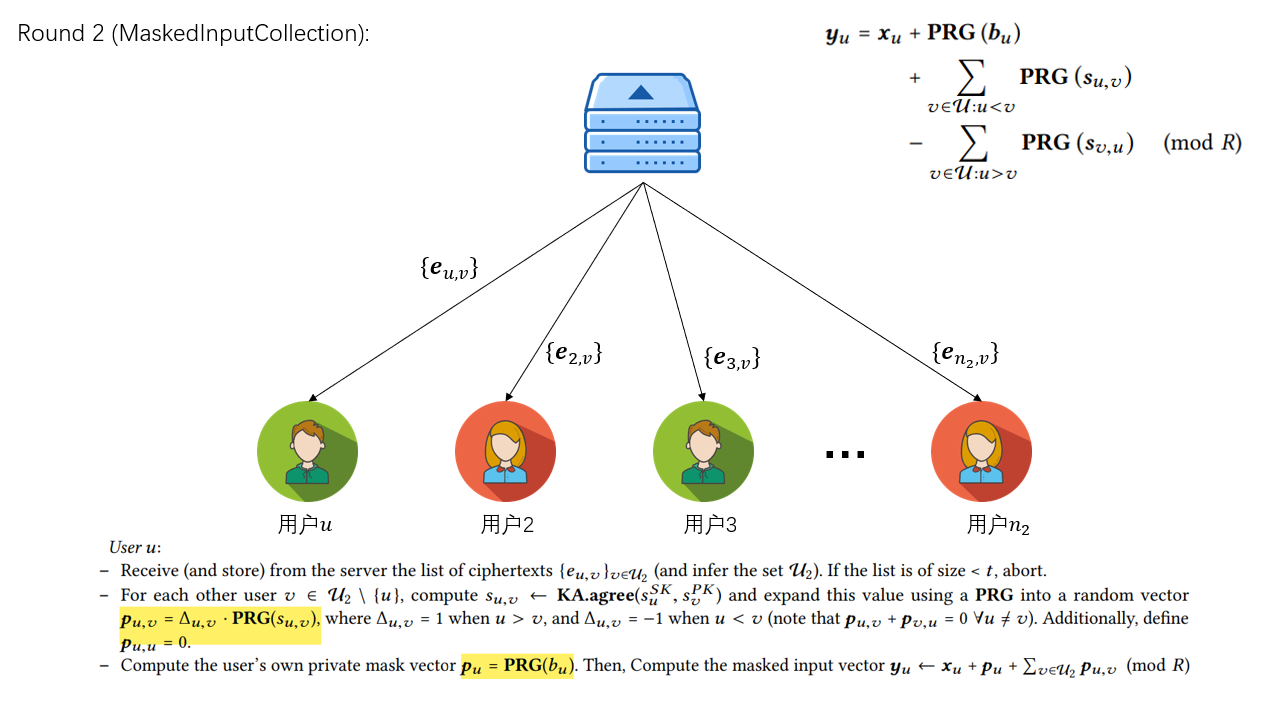 Round 2 (MaskedInputCollection):
y_u = x_u + PRG (b_u)
+ ∑_{v∈𝒰:u<v} PRG (s_{u,v})
− ∑_{v∈𝒰:u>v} PRG (s_{v,u}) (mod R)
{e_{u,v}}
{e_{2,v}}
{e_{3,v}}
{e_{n_2,v}}
...
用户u
用户2
用户3
用户n_2
User u:
– Receive (and store) from the server the list of ciphertexts {e_{u,v}}_{v∈𝒰_2} (and infer the set 𝒰_2). If the list is of size < t, abort.
– For each other user v ∈ 𝒰_2 \ {u}, compute s_{u,v} ← KA.agree(s_u^{SK}, s_v^{PK}) and expand this value using a PRG into a random vector
p_{u,v} = Δ_{u,v} · PRG(s_{u,v}), where Δ_{u,v} = 1 when u > v, and Δ_{u,v} = −1 when u < v (note that p_{u,v} + p_{v,u} = 0 ∀u ≠ v). Additionally, define
p_{u,u} = 0.
– Compute the user's own private mask vector p_u = PRG(b_u). Then, Compute the masked input vector y_u ← x_u + p_u + ∑_{v∈𝒰_2} p_{u,v} (mod R)